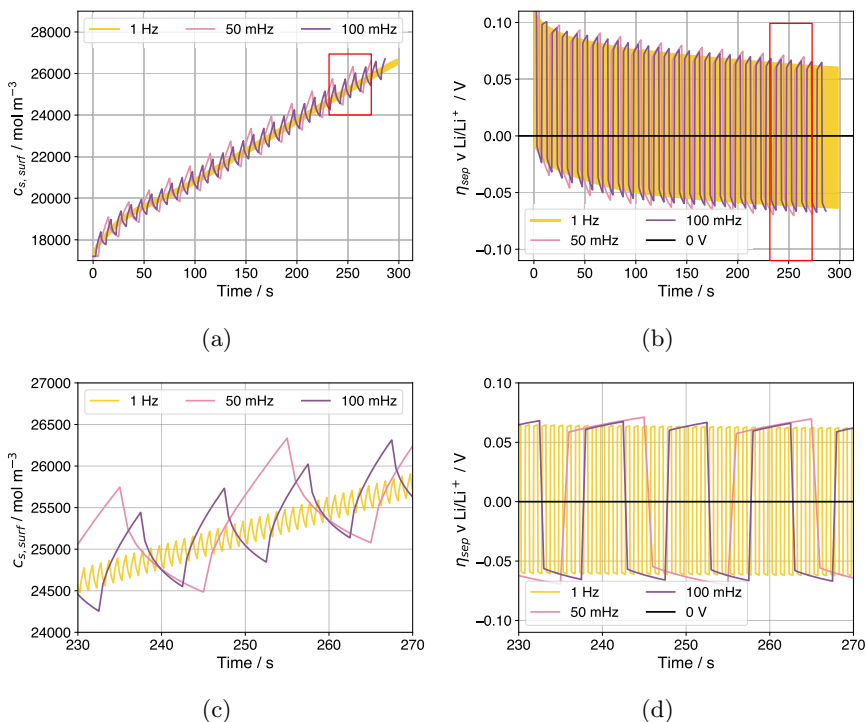 1 Hz 50 mHz 100 mHz
28000
26000
24000
22000
20000
18000
c_{s, surf} / mol m^{−3}
0 50 100 150 200 250 300
Time / s
(a)
0.10
0.05
0.00
−0.05
−0.10
η_{sep} v Li/Li^{+} / V
1 Hz 100 mHz
50 mHz 0 V
0 50 100 150 200 250 300
Time / s
(b)
27000
26500
26000
25500
25000
24500
24000
c_{s, surf} / mol m^{−3}
1 Hz 50 mHz 100 mHz
230 240 250 260 270
Time / s
(c)
0.10
0.05
0.00
−0.05
−0.10
η_{sep} v Li/Li^{+} / V
1 Hz 100 mHz
50 mHz 0 V
230 240 250 260 270
Time / s
(d)